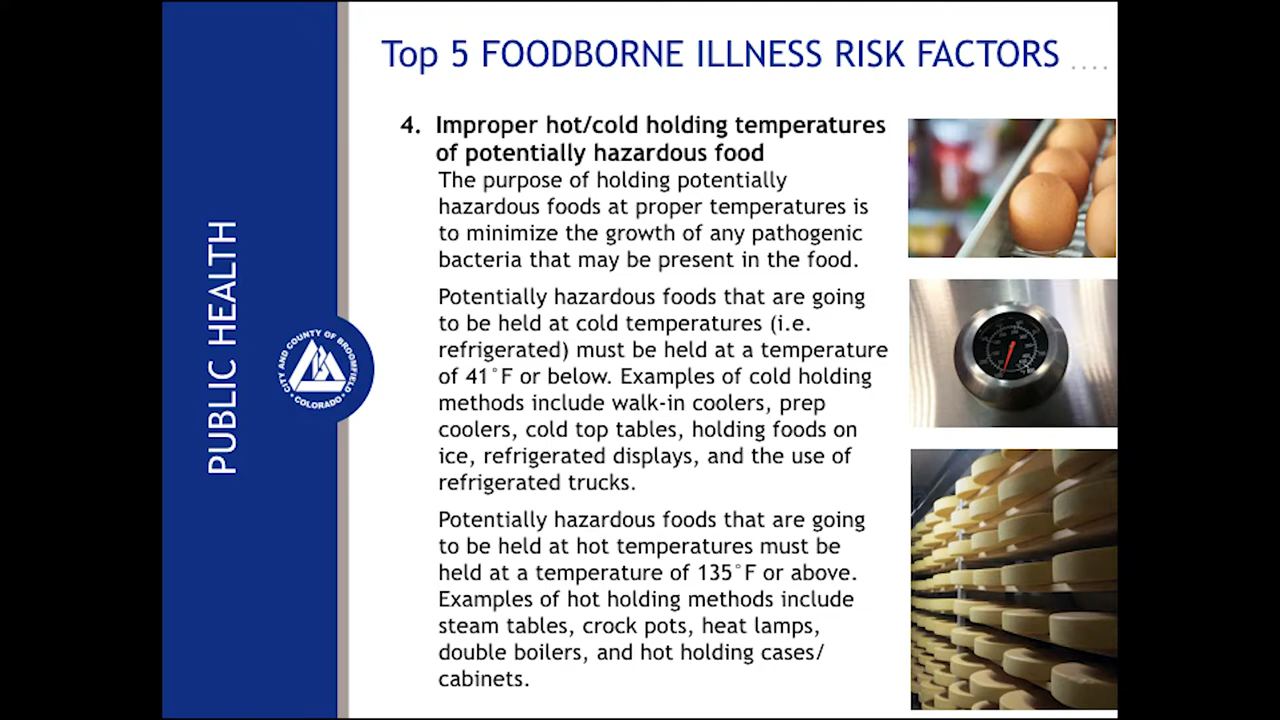 Top 5 FOODBORNE ILLNESS RISK FACTORS ....
4. Improper hot/cold holding temperatures
of potentially hazardous food
The purpose of holding potentially
hazardous foods at proper temperatures is
to minimize the growth of any pathogenic
bacteria that may be present in the food.
Potentially hazardous foods that are going
to be held at cold temperatures (i.e.
refrigerated) must be held at a temperature
of 41°F or below. Examples of cold holding
methods include walk-in coolers, prep
coolers, cold top tables, holding foods on
ice, refrigerated displays, and the use of
refrigerated trucks.
Potentially hazardous foods that are going
to be held at hot temperatures must be
held at a temperature of 135°F or above.
Examples of hot holding methods include
steam tables, crock pots, heat lamps,
double boilers, and hot holding cases/
cabinets.
PUBLIC HEALTH
CITY AND COUNTY OF BROOMFIELD
• COLORADO •